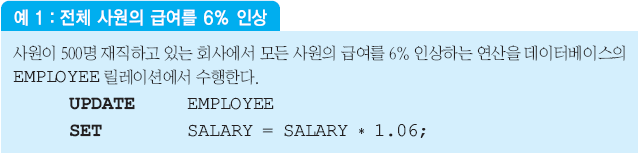 예 1 : 전체 사원의 급여를 6% 인상
사원이 500명 재직하고 있는 회사에서 모든 사원의 급여를 6% 인상하는 연산을 데이터베이스의
EMPLOYEE 릴레이션에서 수행한다.
UPDATE EMPLOYEE
SET SALARY = SALARY * 1.06;